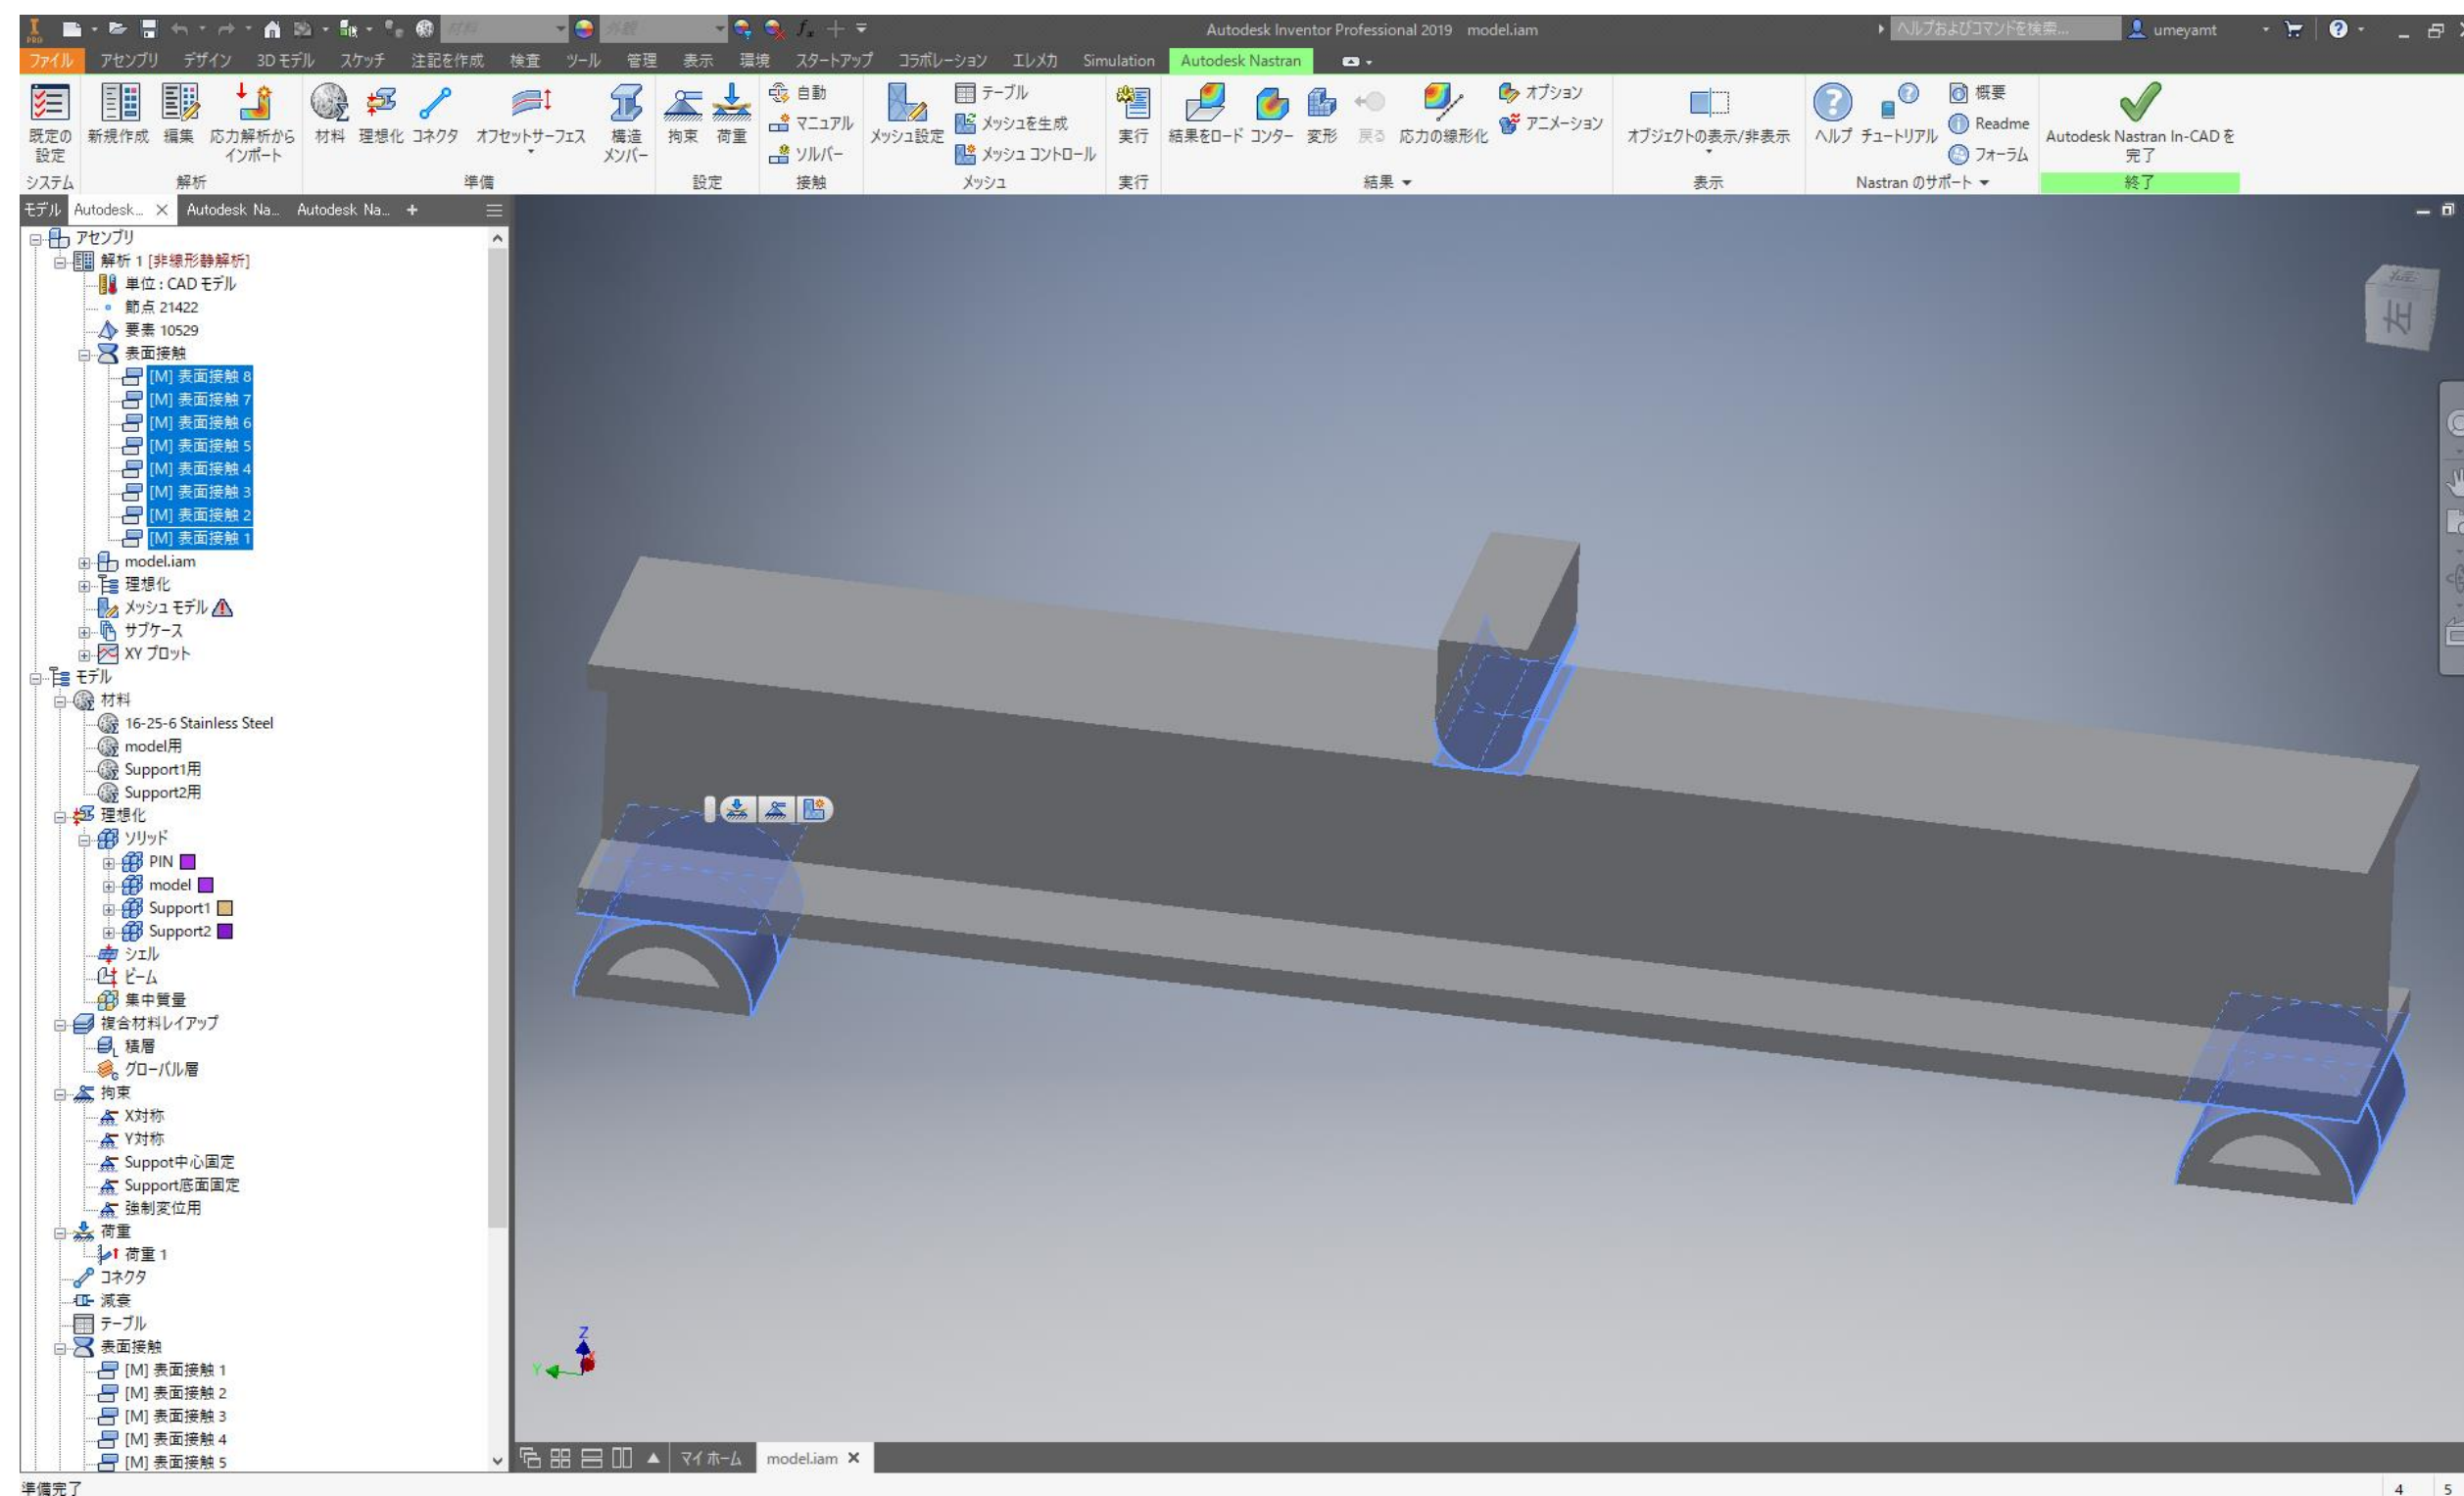 I PRO 材料 外観 fx Autodesk Inventor Professional 2019 model.iam ヘルプおよびコマンドを検索... umeyamt ?
ファイル アセンブリ デザイン 3D モデル スケッチ 注記を作成 検査 ツール 管理 表示 環境 スタートアップ コラボレーション エレメカ Simulation Autodesk Nastran
既定の設定 新規作成 編集 応力解析からインポート 材料 理想化 コネクタ オフセットサーフェス 構造メンバー 拘束 荷重 自動 マニュアル ソルバー メッシュ設定 テーブル メッシュを生成 メッシュ コントロール 実行 結果をロード コンター 変形 戻る 応力の線形化 オプション アニメーション オブジェクトの表示/非表示 ヘルプ チュートリアル 概要 Readme フォーラム Autodesk Nastran In-CAD を完了
システム 解析 準備 設定 接触 メッシュ 実行 結果 表示 Nastran のサポート 終了
モデル Autodesk... Autodesk Na... Autodesk Na... +
アセンブリ
解析 1 [非線形静解析]
単位 : CAD モデル
節点 21422
要素 10529
表面接触
[M] 表面接触 8
[M] 表面接触 7
[M] 表面接触 6
[M] 表面接触 5
[M] 表面接触 4
[M] 表面接触 3
[M] 表面接触 2
[M] 表面接触 1
model.iam
理想化
メッシュ モデル
サブケース
XY プロット
モデル
材料
16-25-6 Stainless Steel
model用
Support1用
Support2用
理想化
ソリッド
PIN
model
Support1
Support2
シェル
ビーム
集中質量
複合材料レイアップ
積層
グローバル層
拘束
X対称
Y対称
Suppot中心固定
Support底面固定
強制変位用
荷重
荷重 1
コネクタ
減衰
テーブル
表面接触
[M] 表面接触 1
[M] 表面接触 2
[M] 表面接触 3
[M] 表面接触 4
[M] 表面接触 5
左
Z
Y
X
マイ ホーム model.iam
準備完了 4 5